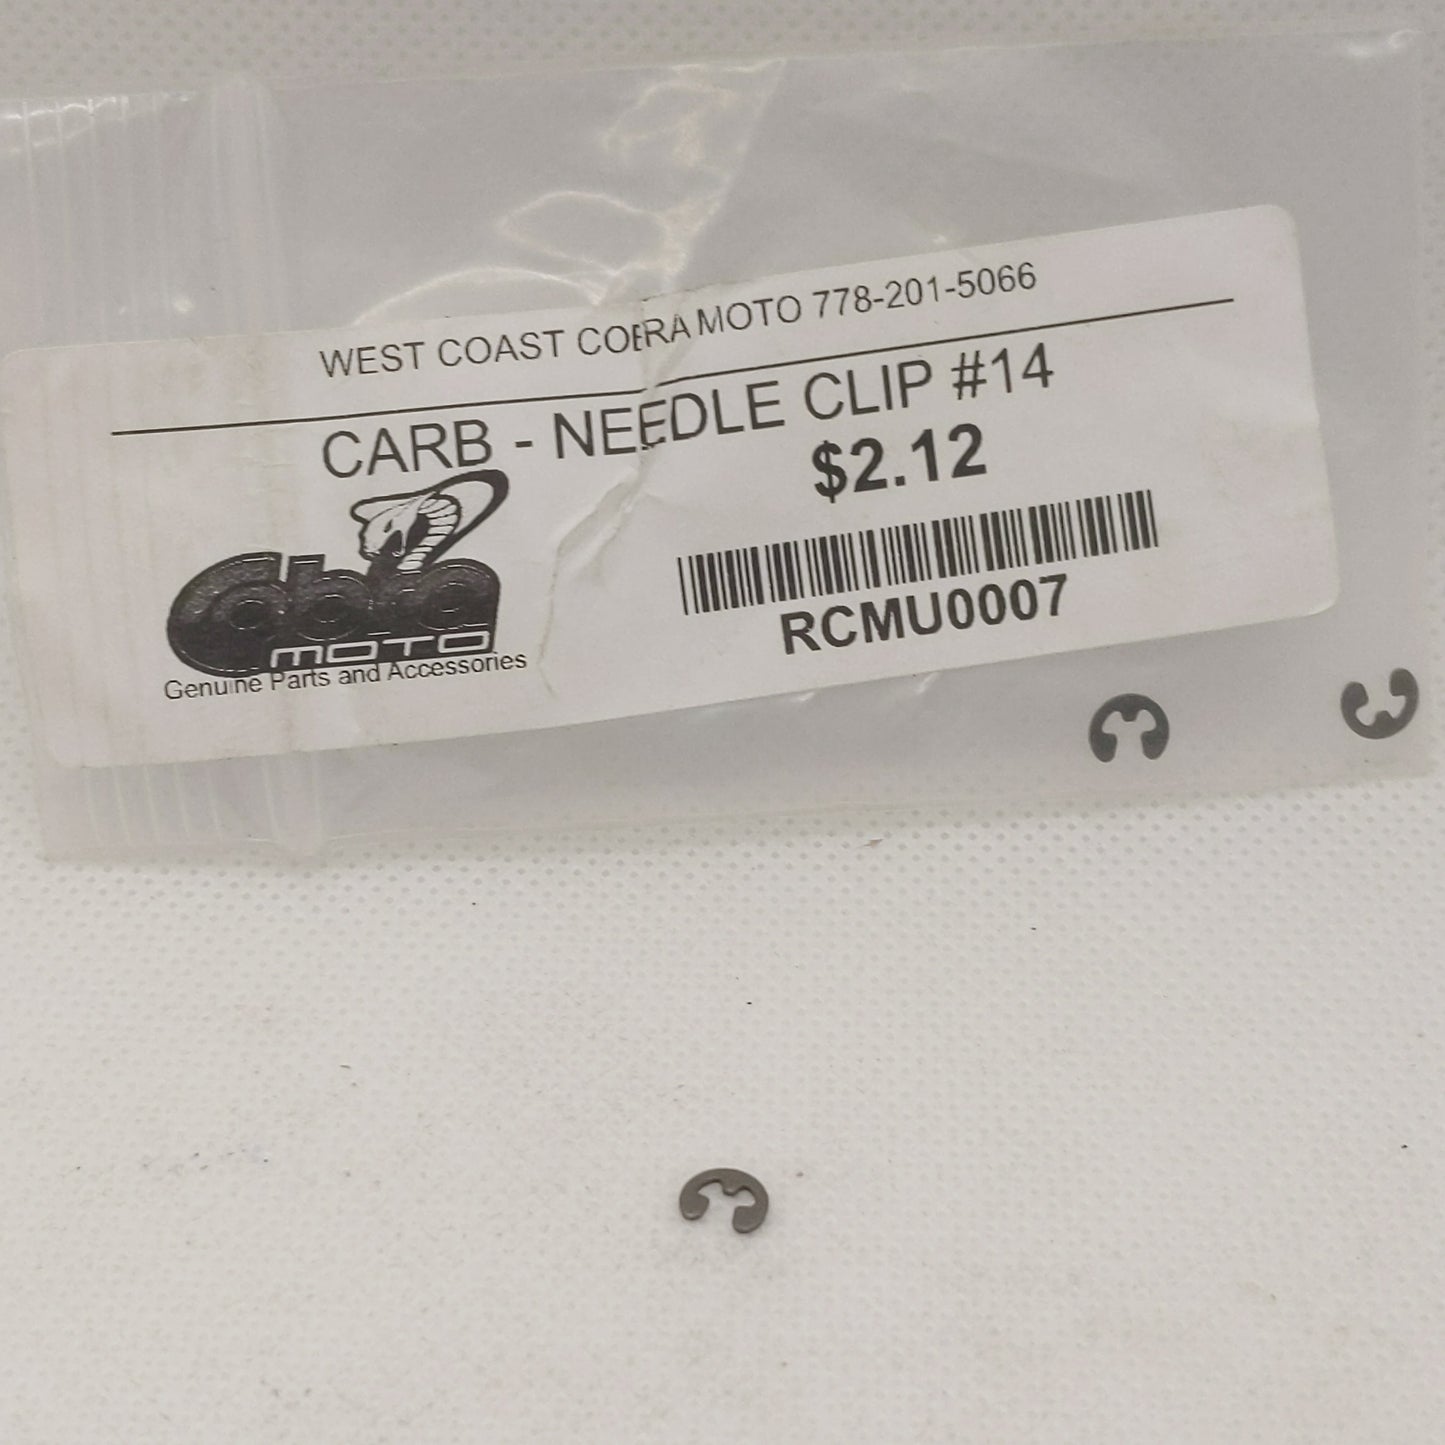 WEST COAST COBRA MOTO 778-201-5066
CARB - NEEDLE CLIP #14
$2.12
Cobra
MOTO
Genuine Parts and Accessories
RCMU0007